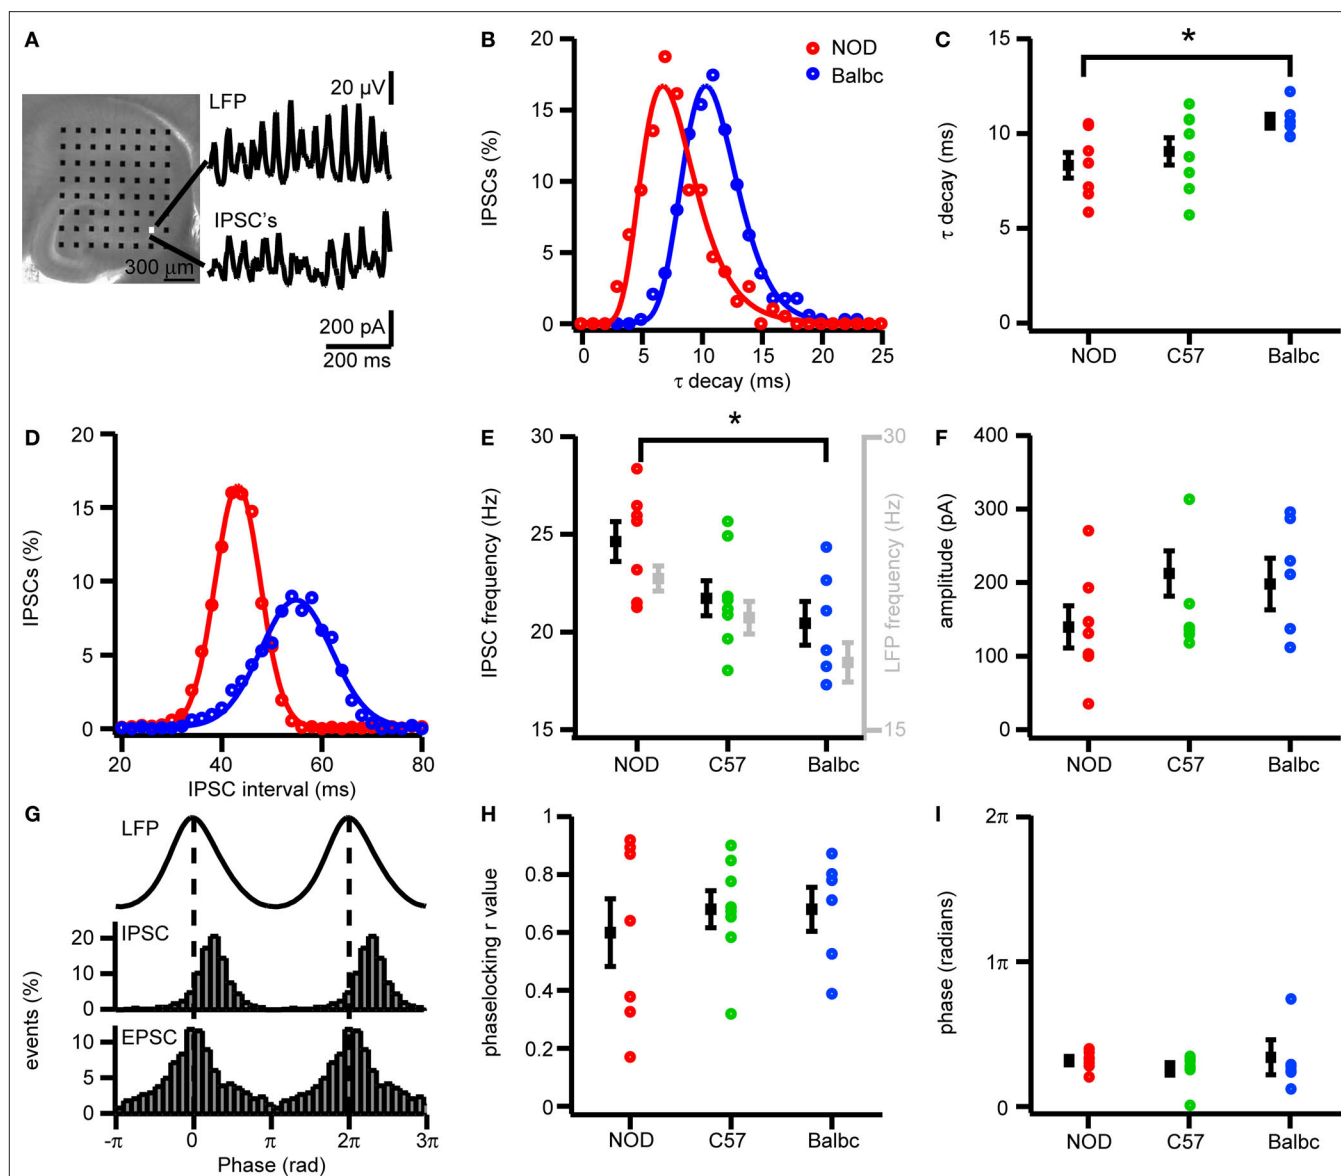 A
LFP
20 µV
IPSC's
300 µm
200 pA
200 ms
B
NOD
Balbc
IPSCs (%)
20
15
10
5
0
0 5 10 15 20 25
τ decay (ms)
C
*
τ decay (ms)
15
10
5
0
NOD C57 Balbc
D
IPSCs (%)
20
15
10
5
0
20 40 60 80
IPSC interval (ms)
E
*
IPSC frequency (Hz)
30
25
20
15
NOD C57 Balbc
30
LFP frequency (Hz)
15
F
amplitude (pA)
400
300
200
100
0
NOD C57 Balbc
G
LFP
IPSC
20
10
0
EPSC
10
5
0
events (%)
-π 0 π 2π 3π
Phase (rad)
H
phaselocking r value
1
0.8
0.6
0.4
0.2
0
NOD C57 Balbc
I
phase (radians)
2π
1π
0
NOD C57 Balbc